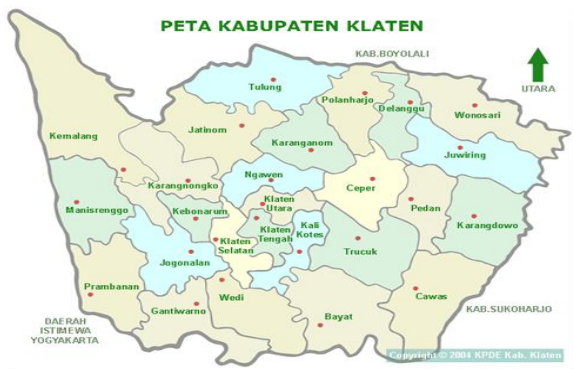 PETA KABUPATEN KLATEN
KAB.BOYOLALI
UTARA
Tulung
Polanharjo
Delanggu
Wonosari
Kemalang
Jatinom
Karanganom
Juwiring
Karangnongko
Ngawen
Ceper
Manisrenggo
Kebonarum
Klaten
Utara
Pedan
Karangdowo
Klaten
Tengah
Kali
Kotes
Klaten
Selatan
Trucuk
Jogonalan
Prambanan
Wedi
Cawas
Gantiwarno
Bayat
KAB.SUKOHARJO
DAERAH
ISTIMEWA
YOGYAKARTA
Copyright © 2004 KPDE Kab. Klaten